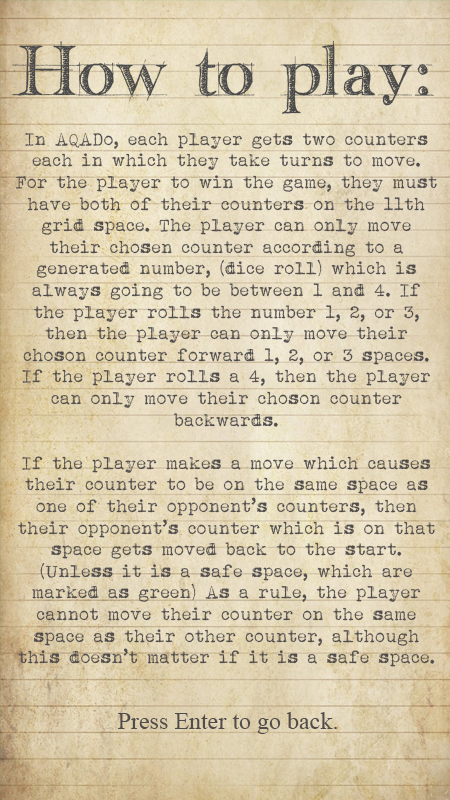 How to play:
In AQADo, each player gets two counters
each in which they take turns to move.
For the player to win the game, they must
have both of their counters on the 11th
grid space. The player can only move
their chosen counter according to a
generated number, (dice roll) which is
always going to be between 1 and 4. If
the player rolls the number 1, 2, or 3,
then the player can only move their
choson counter forward 1, 2, or 3 spaces.
If the player rolls a 4, then the player
can only move their choson counter
backwards.
If the player makes a move which causes
their counter to be on the same space as
one of their opponent's counters, then
their opponent's counter which is on that
space gets moved back to the start.
(Unless it is a safe space, which are
marked as green) As a rule, the player
cannot move their counter on the same
space as their other counter, although
this doesn't matter if it is a safe space.
Press Enter to go back.